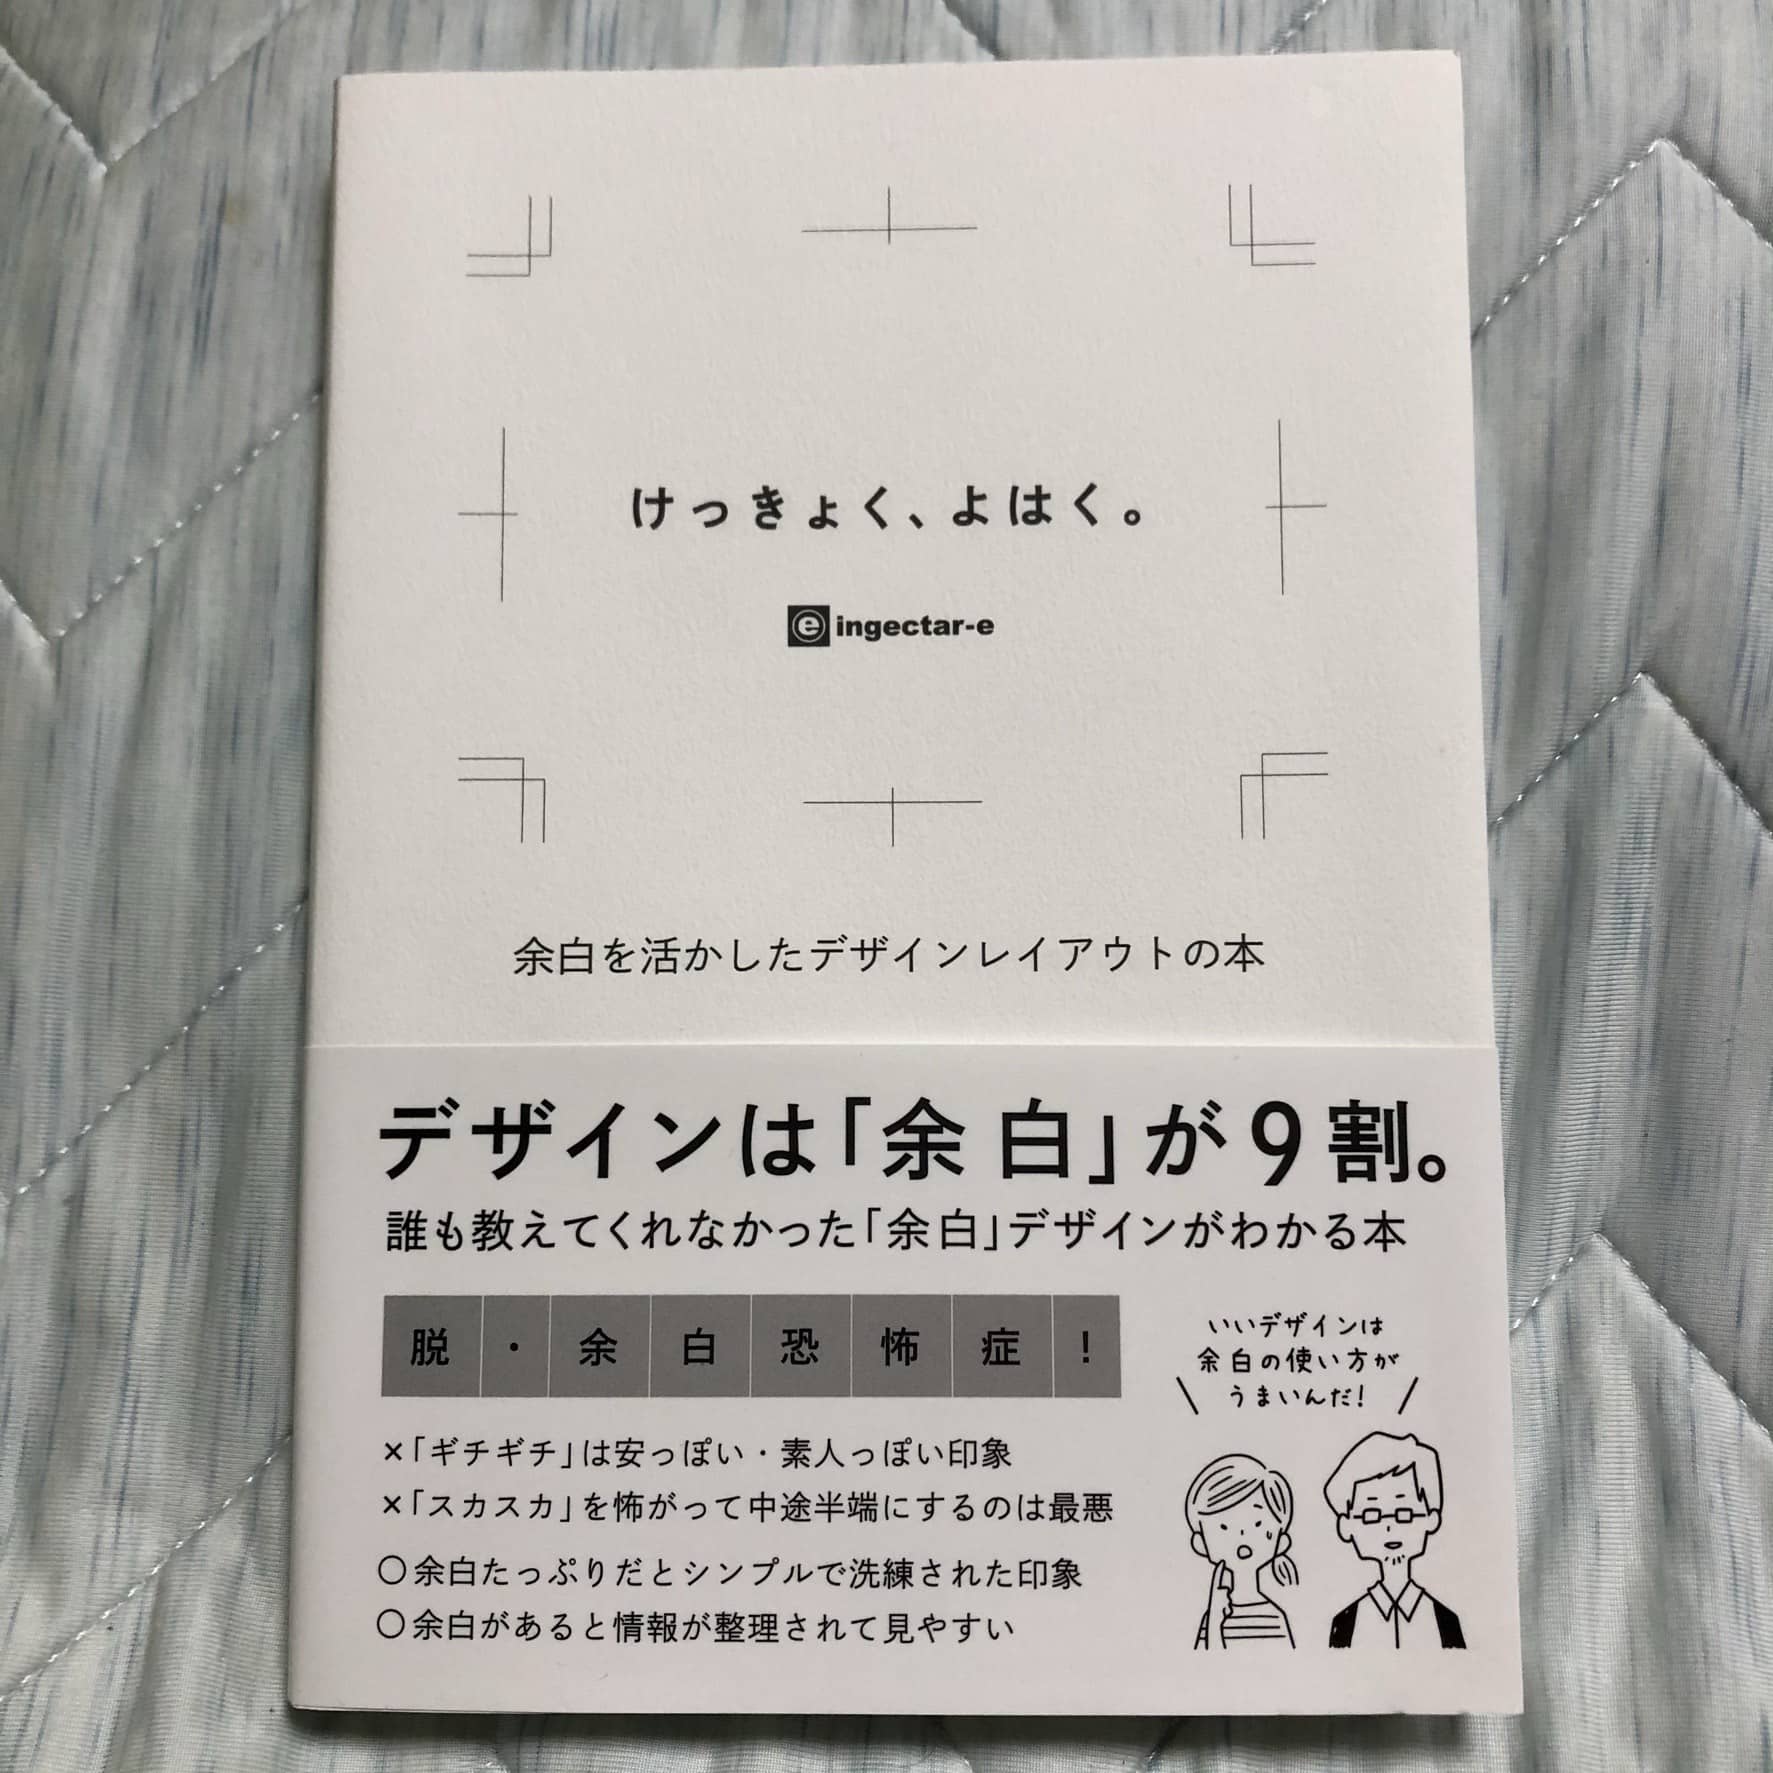 けっきょく、よはく。
e ingectar-e
余白を活かしたデザインレイアウトの本
デザインは「余白」が9割。
誰も教えてくれなかった「余白」デザインがわかる本
脱・余白恐怖症!
×「ギチギチ」は安っぽい・素人っぽい印象
×「スカスカ」を怖がって中途半端にするのは最悪
○余白たっぷりだとシンプルで洗練された印象
○余白があると情報が整理されて見やすい
いいデザインは
余白の使い方が
うまいんだ!